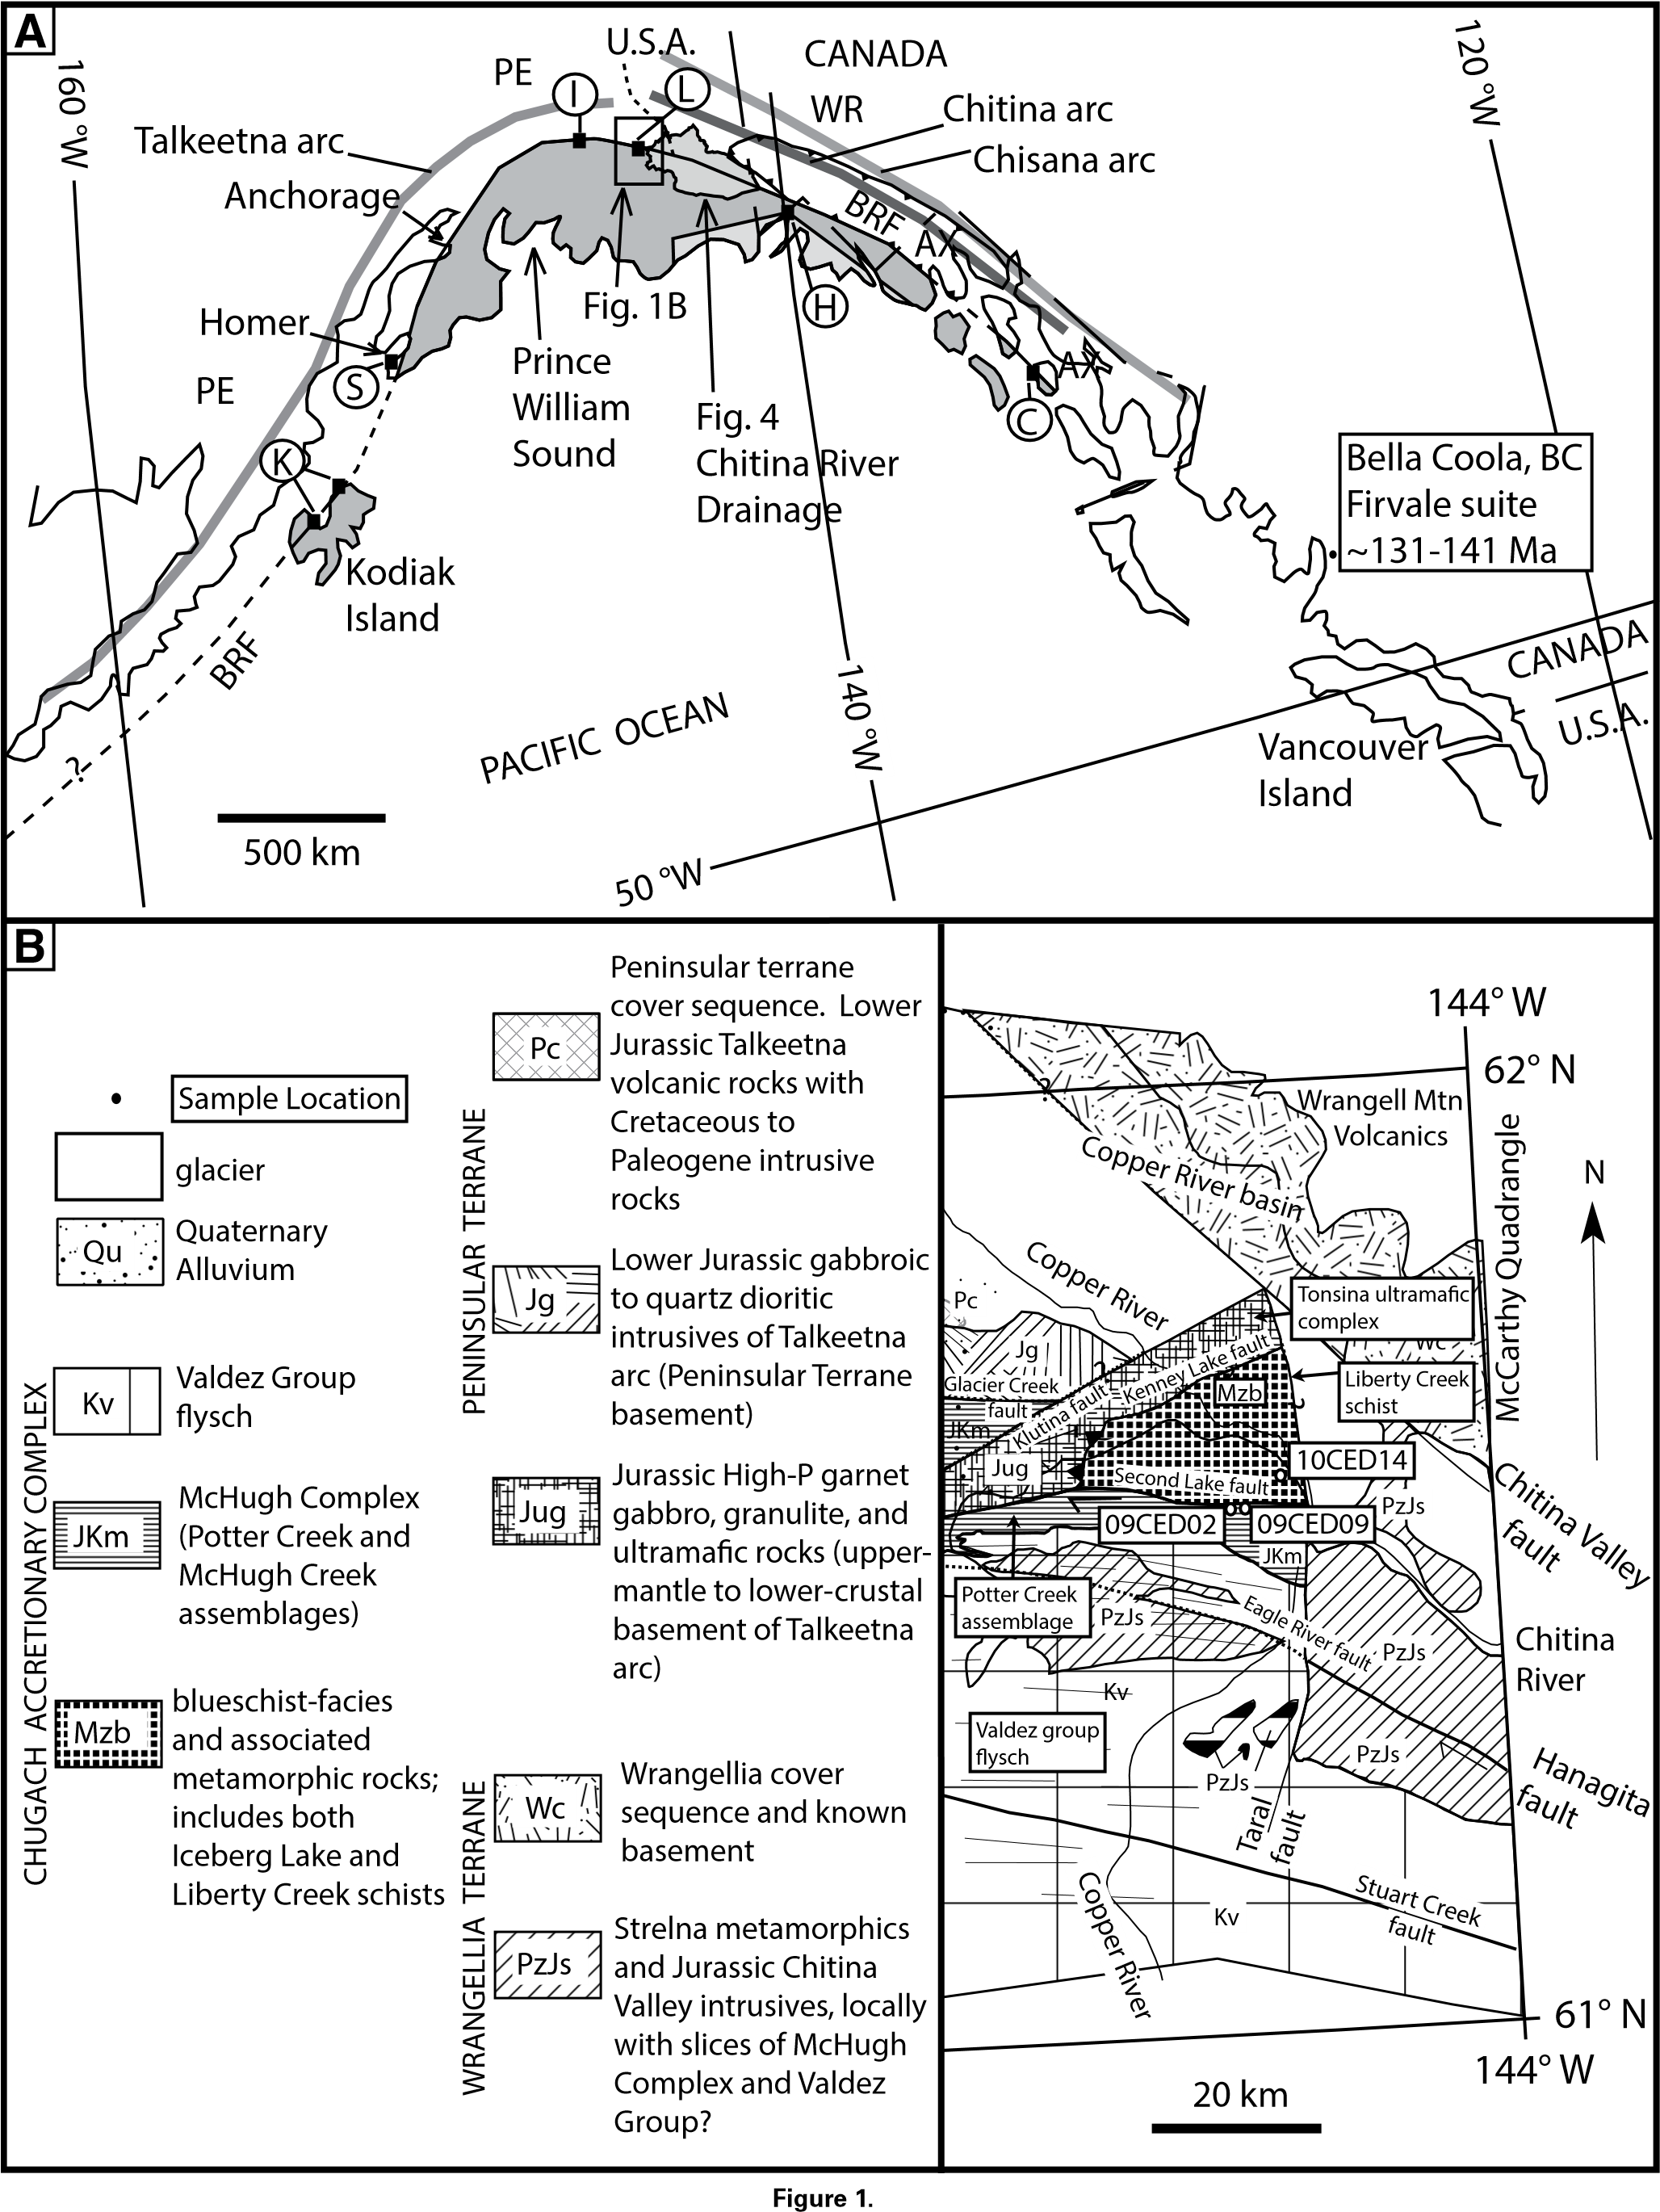 A
U.S.A.
CANADA
160 °W
120 °W
PE
I
L
WR
Chitina arc
Talkeetna arc
Chisana arc
Anchorage
BRF
AX
Homer
Fig. 1B
H
Prince
William
Sound
PE
S
AX
Fig. 4
Chitina River
Drainage
C
K
Bella Coola, BC
Firvale suite
~131-141 Ma
Kodiak
Island
BRF
140 °W
CANADA
U.S.A.
PACIFIC OCEAN
Vancouver
Island
?
500 km
50 °W
B
Sample Location
glacier
Qu
Quaternary
Alluvium
CHUGACH ACCRETIONARY COMPLEX
Kv
Valdez Group
flysch
JKm
McHugh Complex
(Potter Creek and
McHugh Creek
assemblages)
Mzb
blueschist-facies
and associated
metamorphic rocks;
includes both
Iceberg Lake and
Liberty Creek schists
PENINSULAR TERRANE
Pc
Peninsular terrane
cover sequence. Lower
Jurassic Talkeetna
volcanic rocks with
Cretaceous to
Paleogene intrusive
rocks
Jg
Lower Jurassic gabbroic
to quartz dioritic
intrusives of Talkeetna
arc (Peninsular Terrane
basement)
Jug
Jurassic High-P garnet
gabbro, granulite, and
ultramafic rocks (upper-
mantle to lower-crustal
basement of Talkeetna
arc)
WRANGELLIA TERRANE
Wc
Wrangellia cover
sequence and known
basement
PzJs
Strelna metamorphics
and Jurassic Chitina
Valley intrusives, locally
with slices of McHugh
Complex and Valdez
Group?
144° W
62° N
?
Wrangell Mtn
Volcanics
McCarthy Quadrangle
N
Copper River basin
Copper River
Pc
Tonsina ultramafic
complex
Wc
Jg
?
Kenney Lake fault
Glacier Creek
fault
Klutina fault
Mzb
Liberty Creek
schist
?
JKm
Jug
Second Lake fault
10CED14
PzJs
Chitina Valley
fault
09CED02
09CED09
JKm
Potter Creek
assemblage
PzJs
Eagle River fault
PzJs
Chitina
River
Kv
Valdez group
flysch
PzJs
PzJs
Hanagita
fault
Taral
fault
Copper River
Stuart Creek
fault
Kv
61° N
144° W
20 km
Figure 1.